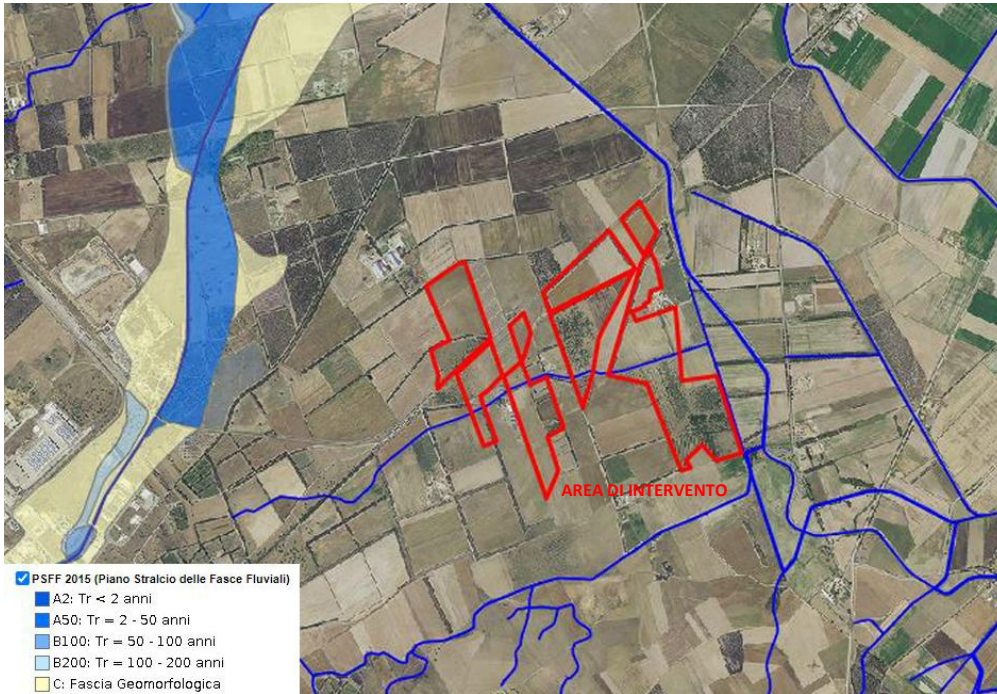 AREA DI INTERVENTO
PSFF 2015 (Piano Stralcio delle Fasce Fluviali)
A2: Tr < 2 anni
A50: Tr = 2 - 50 anni
B100: Tr = 50 - 100 anni
B200: Tr = 100 - 200 anni
C: Fascia Geomorfologica